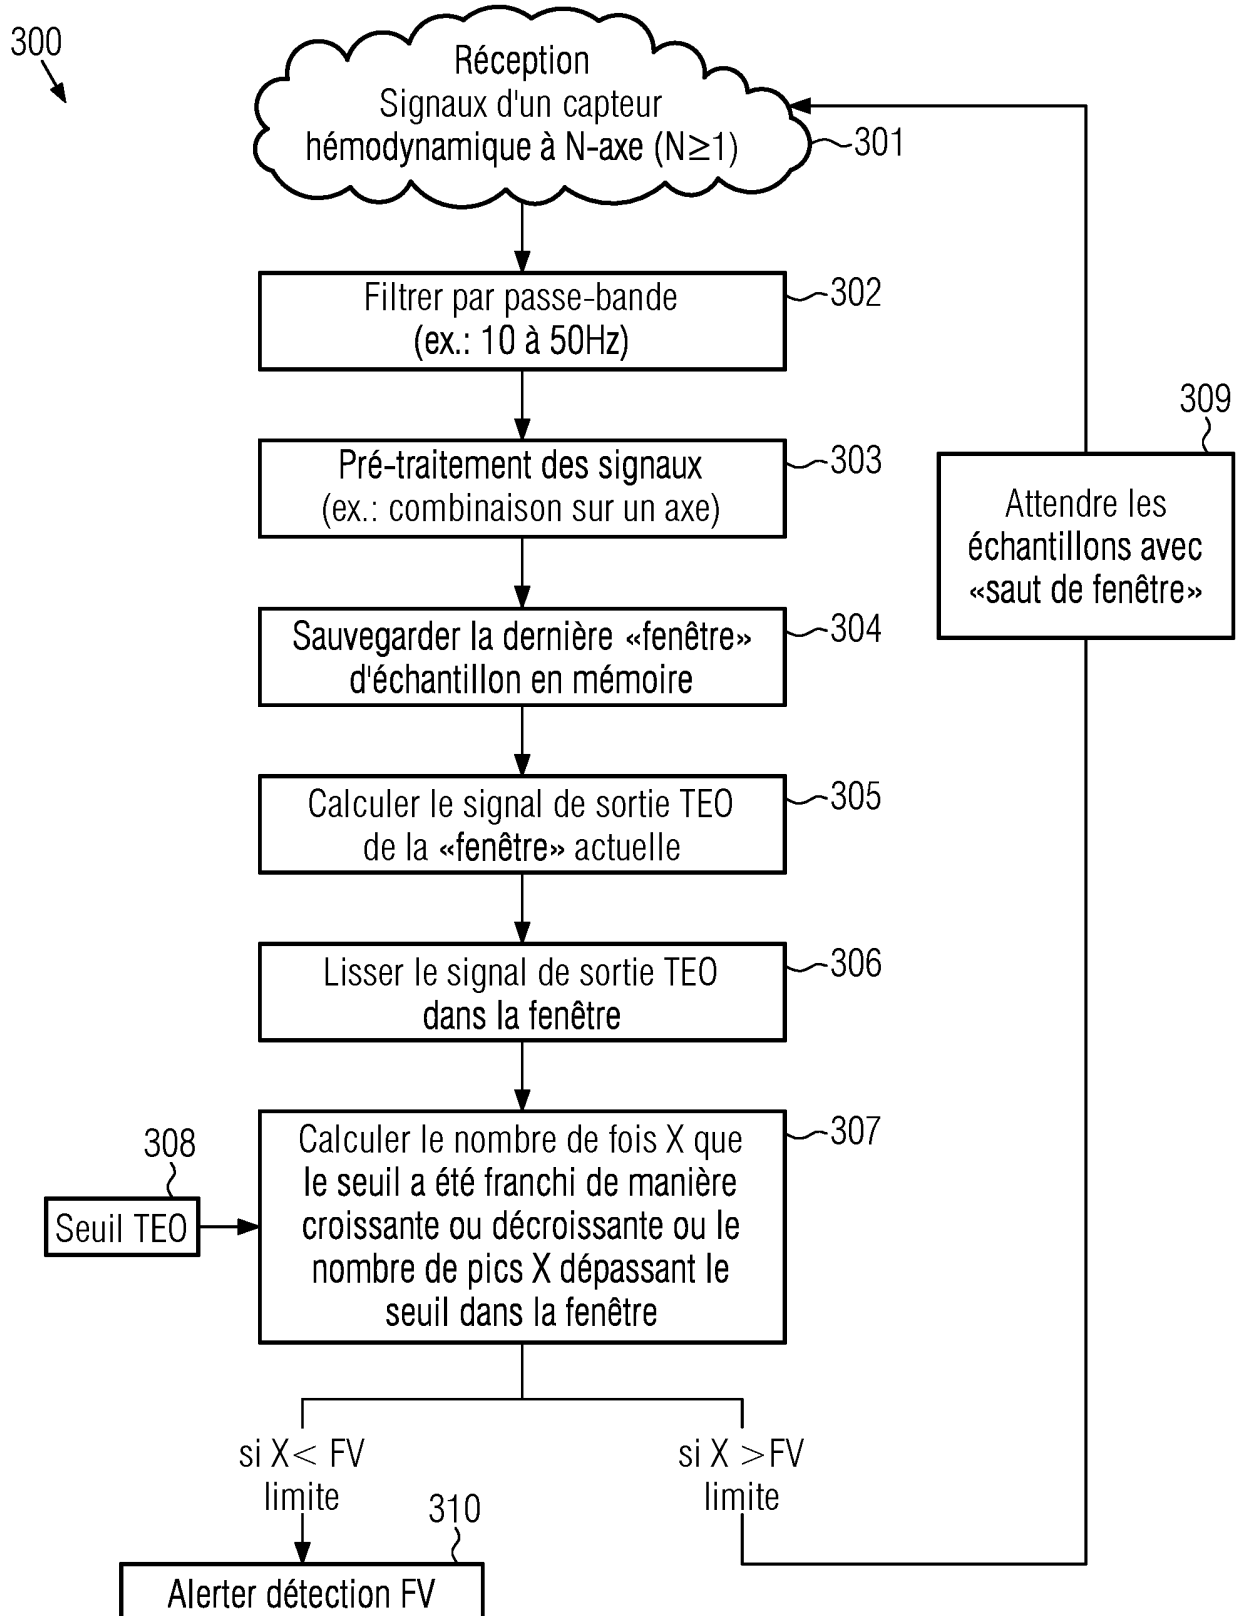 300
Réception
Signaux d'un capteur
hémodynamique à N-axe (N≥1)
301
Filtrer par passe-bande
(ex.: 10 à 50Hz)
302
Pré-traitement des signaux
(ex.: combinaison sur un axe)
303
309
Attendre les
échantillons avec
«saut de fenêtre»
Sauvegarder la dernière «fenêtre»
d'échantillon en mémoire
304
Calculer le signal de sortie TEO
de la «fenêtre» actuelle
305
Lisser le signal de sortie TEO
dans la fenêtre
306
308
Seuil TEO
Calculer le nombre de fois X que
le seuil a été franchi de manière
croissante ou décroissante ou le
nombre de pics X dépassant le
seuil dans la fenêtre
307
si X< FV
limite
si X >FV
limite
310
Alerter détection FV